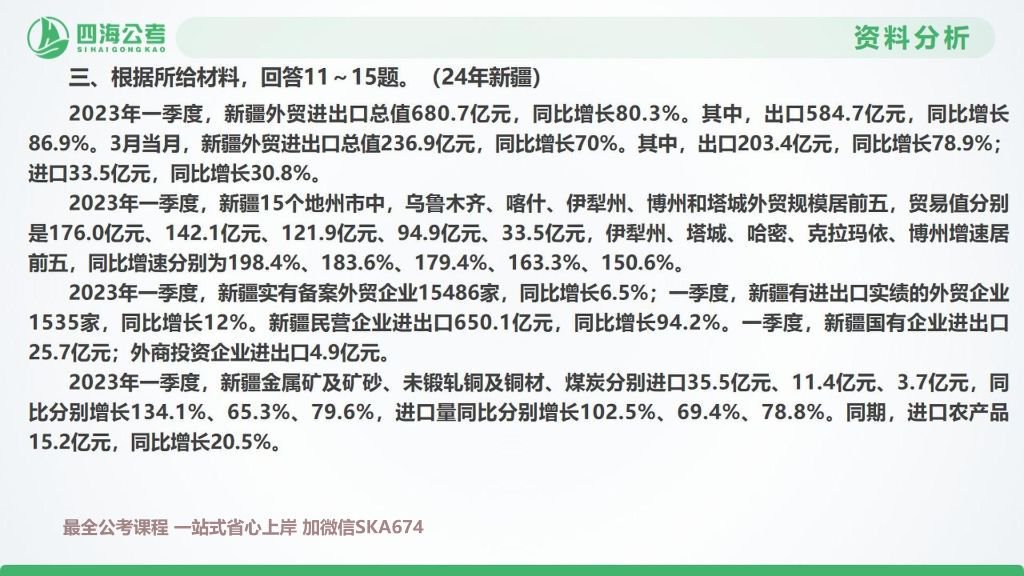 四海公考
SIHAIGONGKAO
资料分析
三、根据所给材料，回答11～15题。（24年新疆）
2023年一季度，新疆外贸进出口总值680.7亿元，同比增长80.3%。其中，出口584.7亿元，同比增长
86.9%。3月当月，新疆外贸进出口总值236.9亿元，同比增长70%。其中，出口203.4亿元，同比增长78.9%；
进口33.5亿元，同比增长30.8%。
2023年一季度，新疆15个地州市中，乌鲁木齐、喀什、伊犁州、博州和塔城外贸规模居前五，贸易值分别
是176.0亿元、142.1亿元、121.9亿元、94.9亿元、33.5亿元，伊犁州、塔城、哈密、克拉玛依、博州增速居
前五，同比增速分别为198.4%、183.6%、179.4%、163.3%、150.6%。
2023年一季度，新疆实有备案外贸企业15486家，同比增长6.5%；一季度，新疆有进出口实绩的外贸企业
1535家，同比增长12%。新疆民营企业进出口650.1亿元，同比增长94.2%。一季度，新疆国有企业进出口
25.7亿元；外商投资企业进出口4.9亿元。
2023年一季度，新疆金属矿及矿砂、未锻轧铜及铜材、煤炭分别进口35.5亿元、11.4亿元、3.7亿元，同
比分别增长134.1%、65.3%、79.6%，进口量同比分别增长102.5%、69.4%、78.8%。同期，进口农产品
15.2亿元，同比增长20.5%。
最全公考课程 一站式省心上岸 加微信SKA674